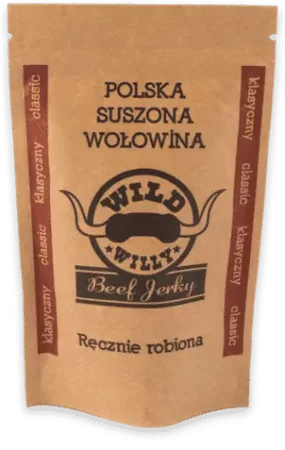 POLSKA
SUSZONA
WOŁOWINA
WILD
WILLY
Beef Jerky
Ręcznie robiona
klasyczny classic klasyczny classic
klasyczny classic klasyczny classic